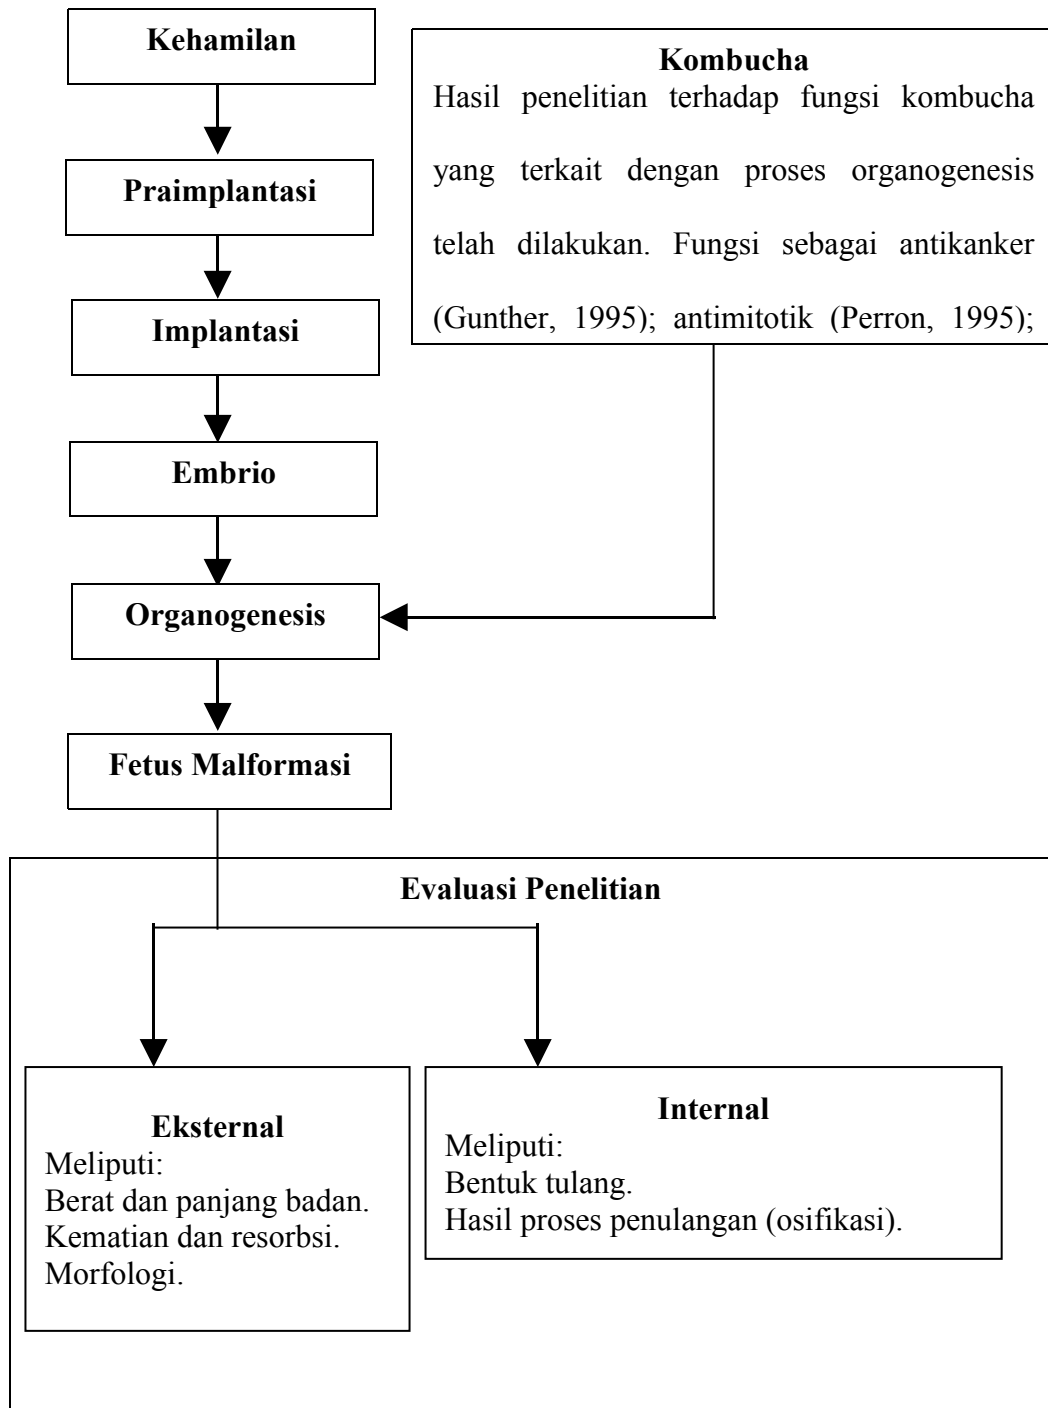 Kehamilan
Praimplantasi
Implantasi
Embrio
Organogenesis
Fetus Malformasi
Kombucha
Hasil penelitian terhadap fungsi kombucha
yang terkait dengan proses organogenesis
telah dilakukan. Fungsi sebagai antikanker
(Gunther, 1995); antimitotik (Perron, 1995);
Evaluasi Penelitian
Eksternal
Meliputi:
Berat dan panjang badan.
Kematian dan resorbsi.
Morfologi.
Internal
Meliputi:
Bentuk tulang.
Hasil proses penulangan (osifikasi).